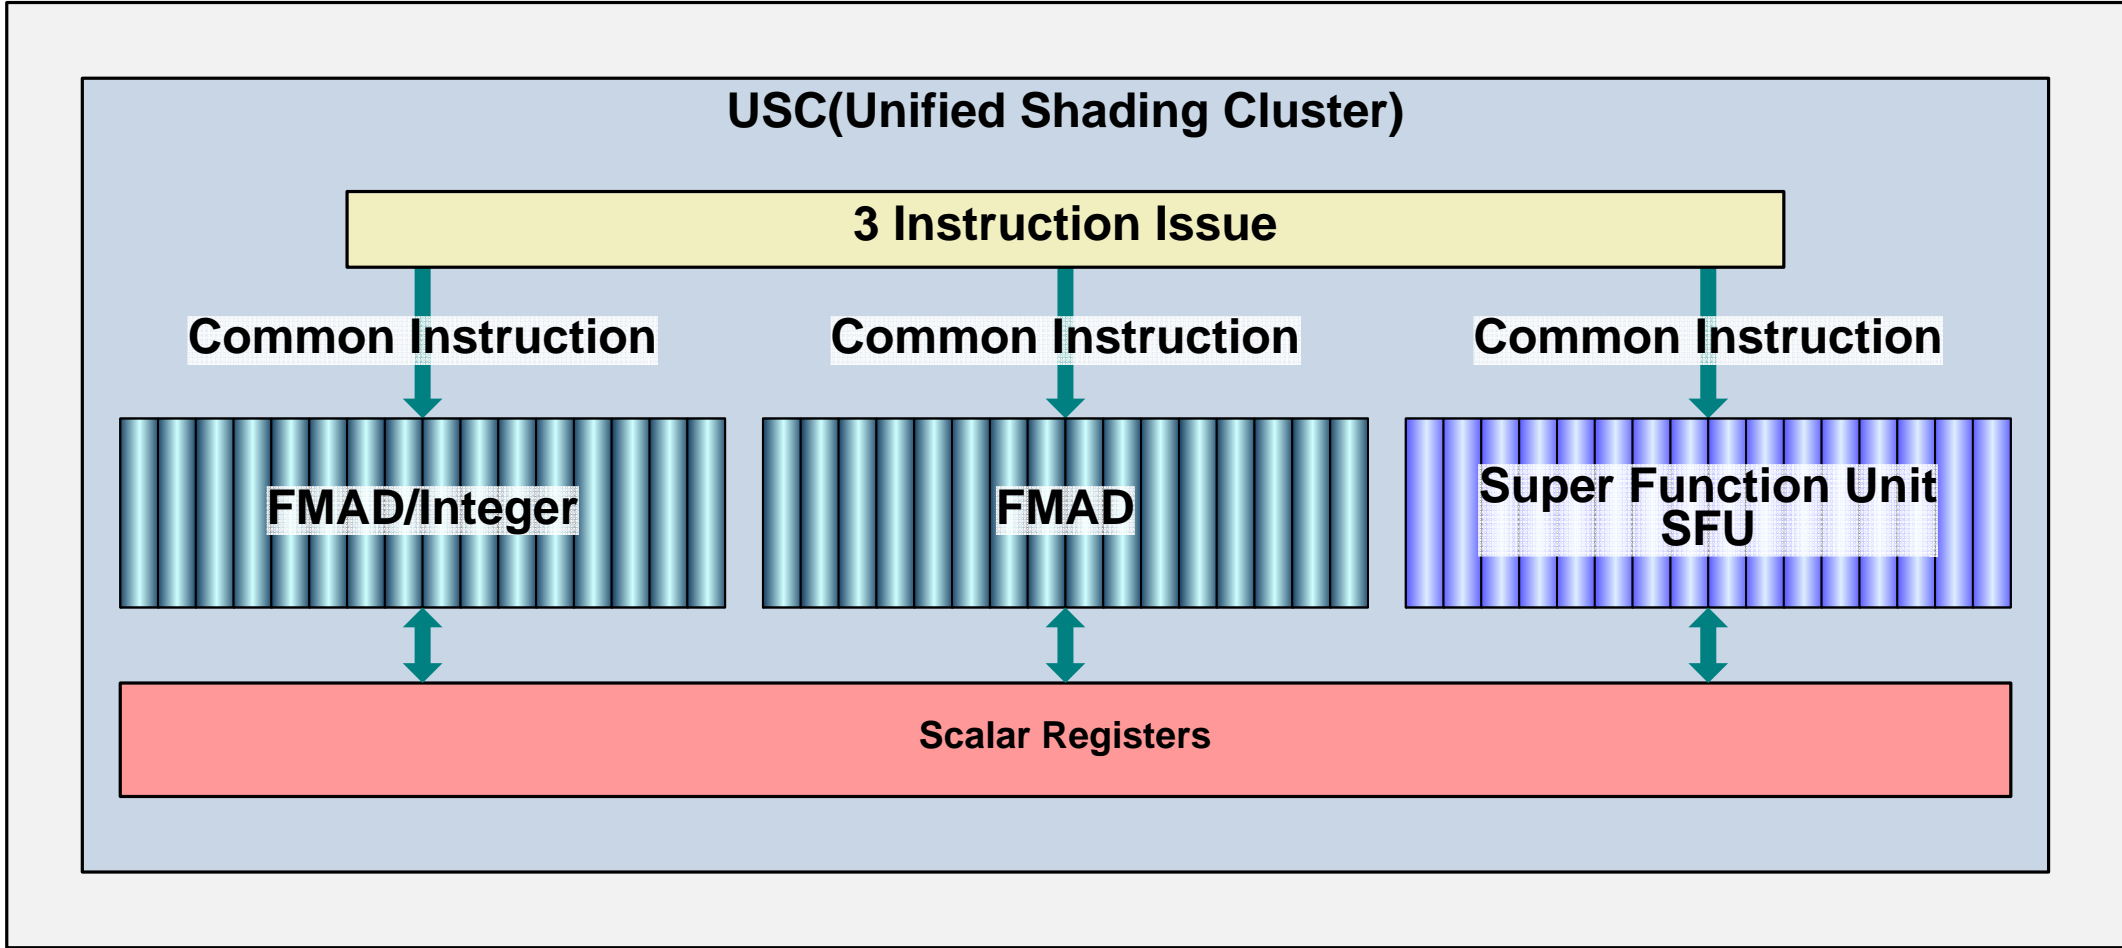 USC(Unified Shading Cluster)
3 Instruction Issue
Common Instruction
Common Instruction
Common Instruction
FMAD/Integer
FMAD
Super Function Unit
SFU
Scalar Registers